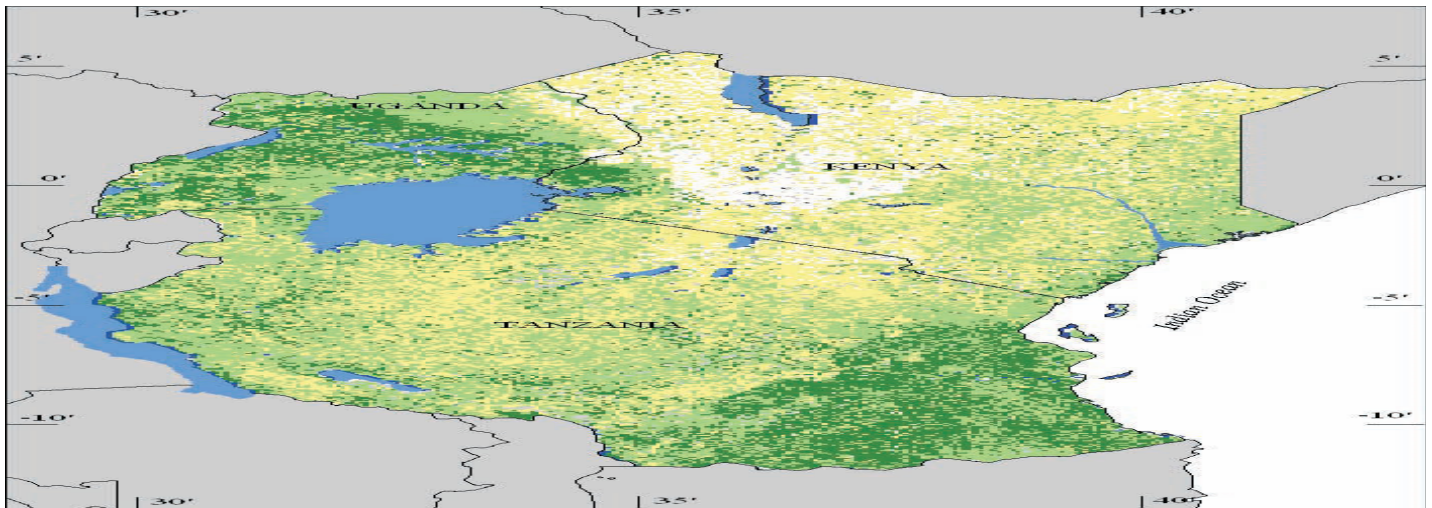 30' 35' 40'
5' 5'
UGANDA
KENYA
0' 0'
-5' -5'
Indian Ocean
TANZANIA
-10' -10'
30' 35' 40'